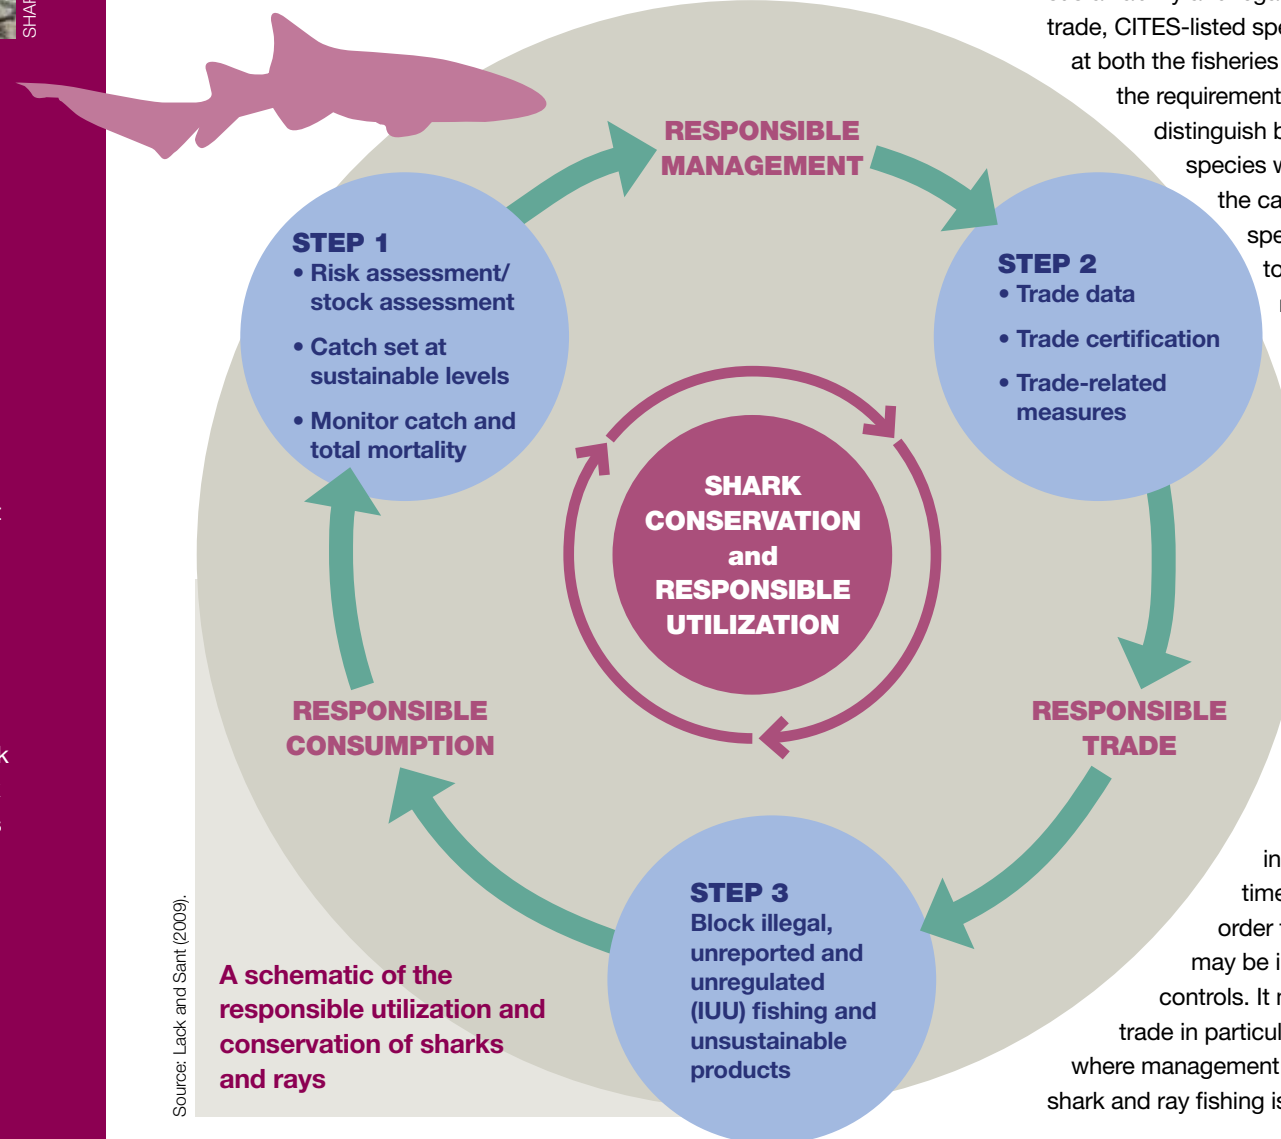 SHAR
RESPONSIBLE
MANAGEMENT
STEP 1
• Risk assessment/
stock assessment
• Catch set at
sustainable levels
• Monitor catch and
total mortality
STEP 2
• Trade data
• Trade certification
• Trade-related
measures
SHARK
CONSERVATION
and
RESPONSIBLE
UTILIZATION
RESPONSIBLE
TRADE
STEP 3
Block illegal,
unreported and
unregulated
(IUU) fishing and
unsustainable
products
RESPONSIBLE
CONSUMPTION
A schematic of the
responsible utilization and
conservation of sharks
and rays
Source: Lack and Sant (2009).
trade, CITES-listed spe
at both the fisheries
the requirement
distinguish b
species w
the ca
spe
to
in
time
order
may be i
controls. It
trade in particul
where management
shark and ray fishing is